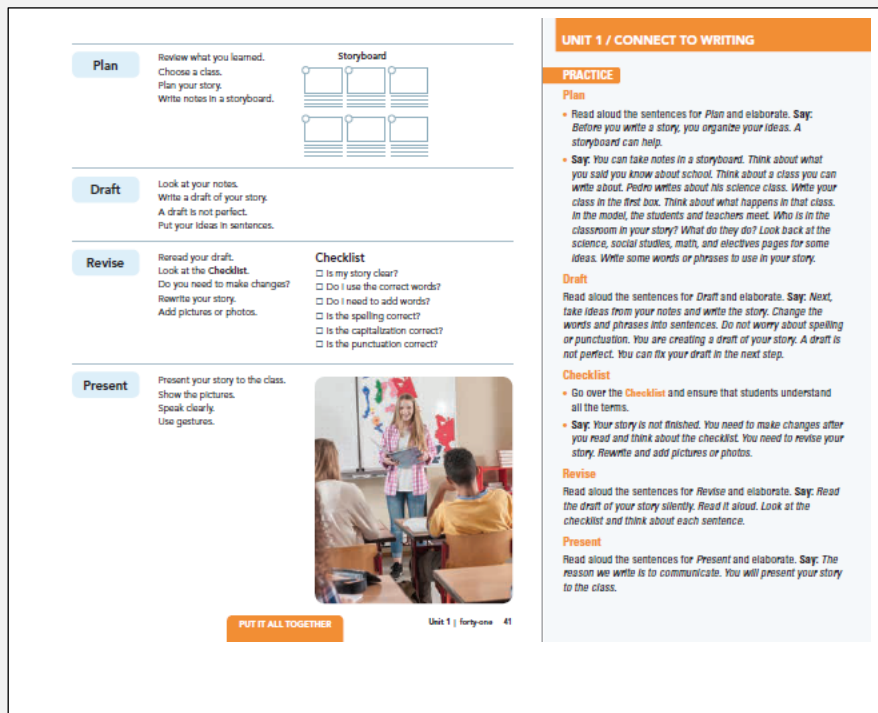 Plan
Review what you learned.
Choose a class.
Plan your story.
Write notes in a storyboard.
Storyboard
Draft
Look at your notes.
Write a draft of your story.
A draft is not perfect.
Put your ideas in sentences.
Revise
Reread your draft.
Look at the Checklist.
Do you need to make changes?
Rewrite your story.
Add pictures or photos.
Checklist
☐ Is my story clear?
☐ Do I use the correct words?
☐ Do I need to add words?
☐ Is the spelling correct?
☐ Is the capitalization correct?
☐ Is the punctuation correct?
Present
Present your story to the class.
Show the pictures.
Speak clearly.
Use gestures.
PUT IT ALL TOGETHER
Unit 1 | forty-one 41
UNIT 1 / CONNECT TO WRITING
PRACTICE
Plan
• Read aloud the sentences for Plan and elaborate. Say:
Before you write a story, you organize your ideas. A
storyboard can help.
• Say: You can take notes in a storyboard. Think about what
you said you know about school. Think about a class you can
write about. Pedro writes about his science class. Write your
class in the first box. Think about what happens in that class.
In the model, the students and teachers meet. Who is in the
classroom in your story? What do they do? Look back at the
science, social studies, math, and electives pages for some
ideas. Write some words or phrases to use in your story.
Draft
Read aloud the sentences for Draft and elaborate. Say: Next,
take ideas from your notes and write the story. Change the
words and phrases into sentences. Do not worry about spelling
or punctuation. You are creating a draft of your story. A draft is
not perfect. You can fix your draft in the next step.
Checklist
• Go over the Checklist and ensure that students understand
all the terms.
• Say: Your story is not finished. You need to make changes after
you read and think about the checklist. You need to revise your
story. Rewrite and add pictures or photos.
Revise
Read aloud the sentences for Revise and elaborate. Say: Read
the draft of your story silently. Read it aloud. Look at the
checklist and think about each sentence.
Present
Read aloud the sentences for Present and elaborate. Say: The
reason we write is to communicate. You will present your story
to the class.